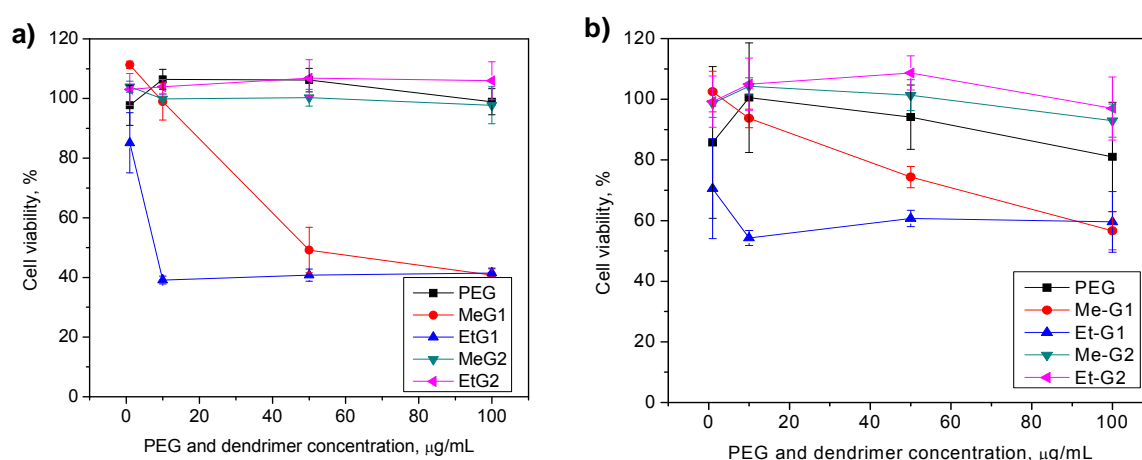 a)
120
100
80
60
40
20
0
Cell viability, %
0 20 40 60 80 100
PEG and dendrimer concentration, μg/mL
PEG
MeG1
EtG1
MeG2
EtG2
b)
120
100
80
60
40
20
0
Cell viability, %
0 20 40 60 80 100
PEG and dendrimer concentration, μg/mL
PEG
Me-G1
Et-G1
Me-G2
Et-G2